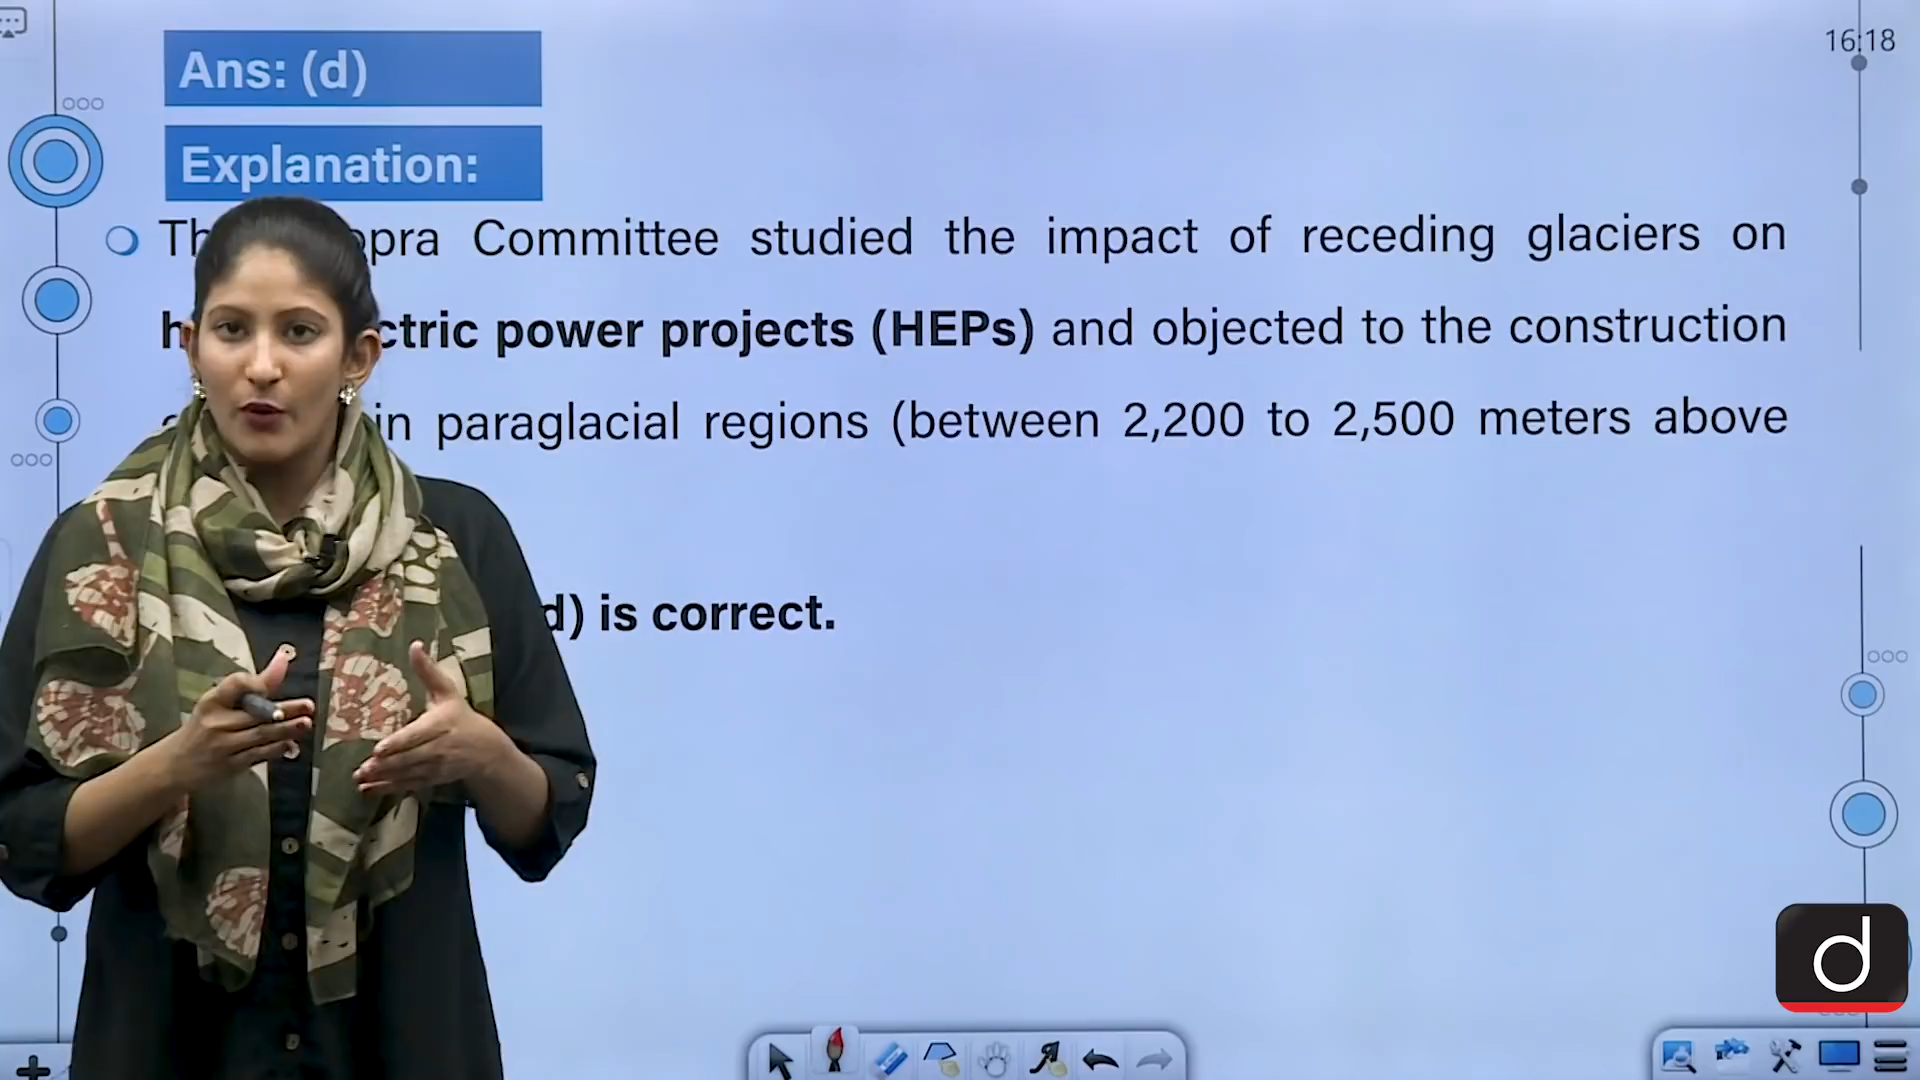 16:18
Ans: (d)
Explanation:
Committee studied the impact of receding glaciers on
power projects (HEPs) and objected to the construction
in paraglacial regions (between 2,200 to 2,500 meters above
d) is correct.
d